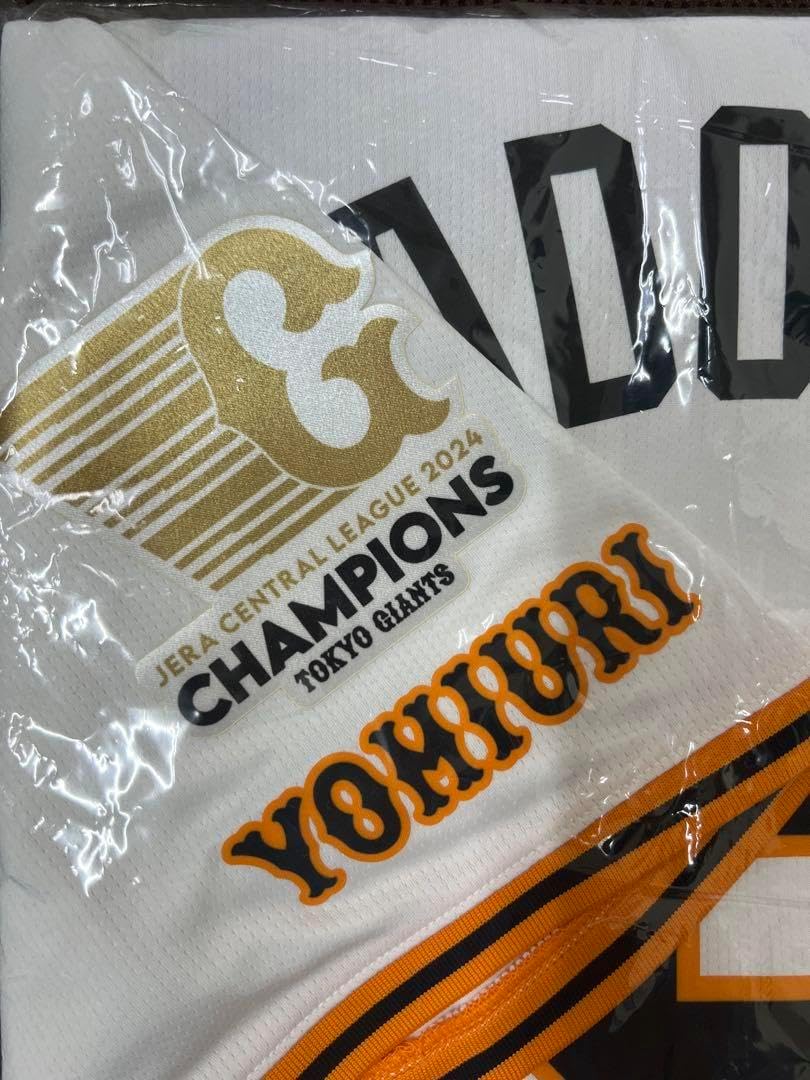 G
JERA CENTRAL LEAGUE 2024
CHAMPIONS
TOKYO GIANTS
YOMIURI